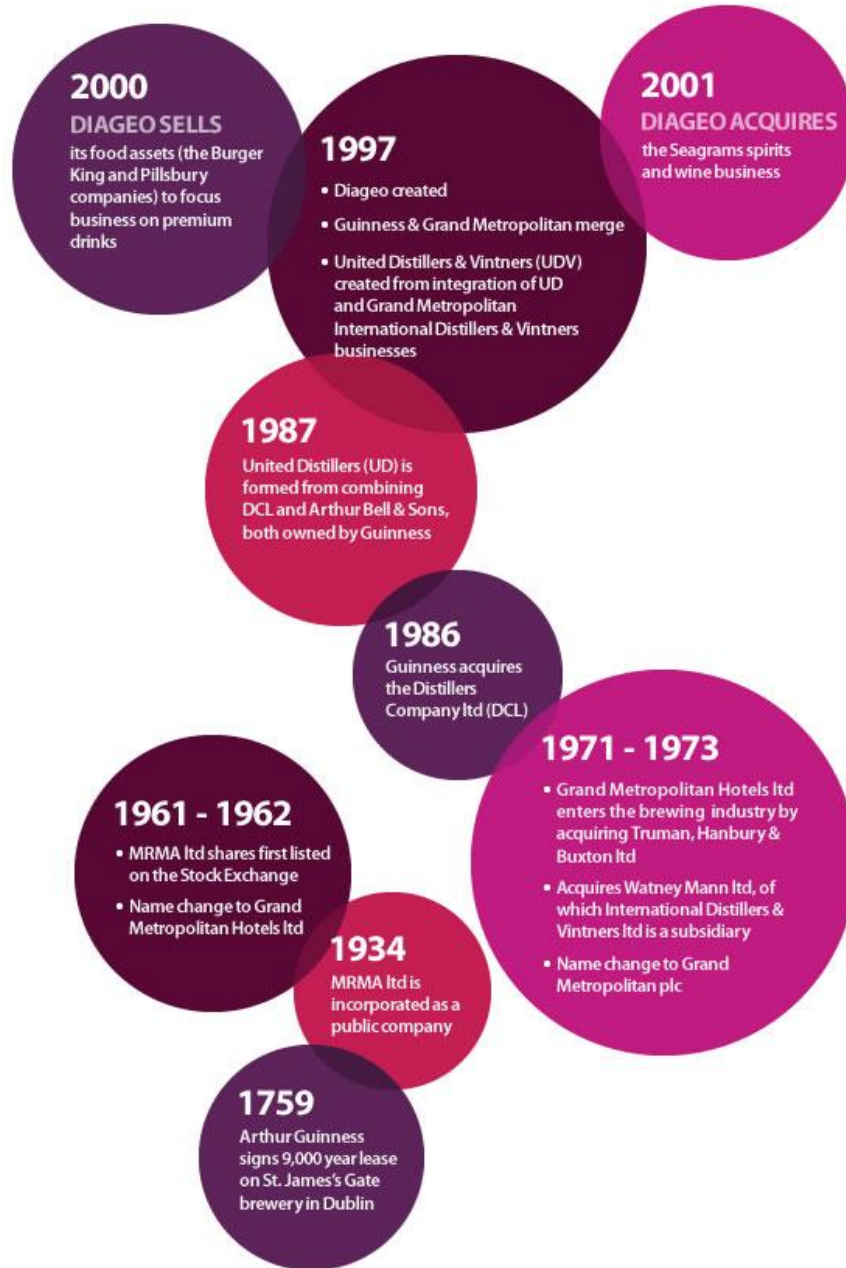 2000
DIAGEO SELLS
its food assets (the Burger
King and Pillsbury
companies) to focus
business on premium
drinks
1997
• Diageo created
• Guinness & Grand Metropolitan merge
• United Distillers & Vintners (UDV)
created from integration of UD
and Grand Metropolitan
International Distillers & Vintners
businesses
2001
DIAGEO ACQUIRES
the Seagrams spirits
and wine business
1987
United Distillers (UD) is
formed from combining
DCL and Arthur Bell & Sons,
both owned by Guinness
1986
Guinness acquires
the Distillers
Company ltd (DCL)
1971 - 1973
• Grand Metropolitan Hotels ltd
enters the brewing industry by
acquiring Truman, Hanbury &
Buxton ltd
• Acquires Watney Mann ltd, of
which International Distillers &
Vintners ltd is a subsidiary
• Name change to Grand
Metropolitan plc
1961 - 1962
• MRMA ltd shares first listed
on the Stock Exchange
• Name change to Grand
Metropolitan Hotels ltd
1934
MRMA ltd is
incorporated as a
public company
1759
Arthur Guinness
signs 9,000 year lease
on St. James's Gate
brewery in Dublin